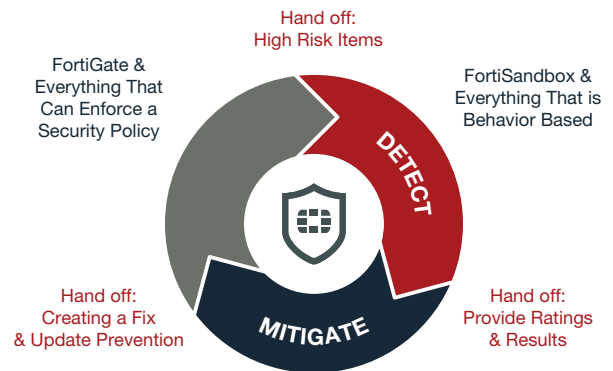 Hand off:
High Risk Items
FortiGate &
Everything That
Can Enforce a
Security Policy
FortiSandbox &
Everything That is
Behavior Based
DETECT
Hand off:
Creating a Fix
& Update Prevention
MITIGATE
Hand off:
Provide Ratings
& Results